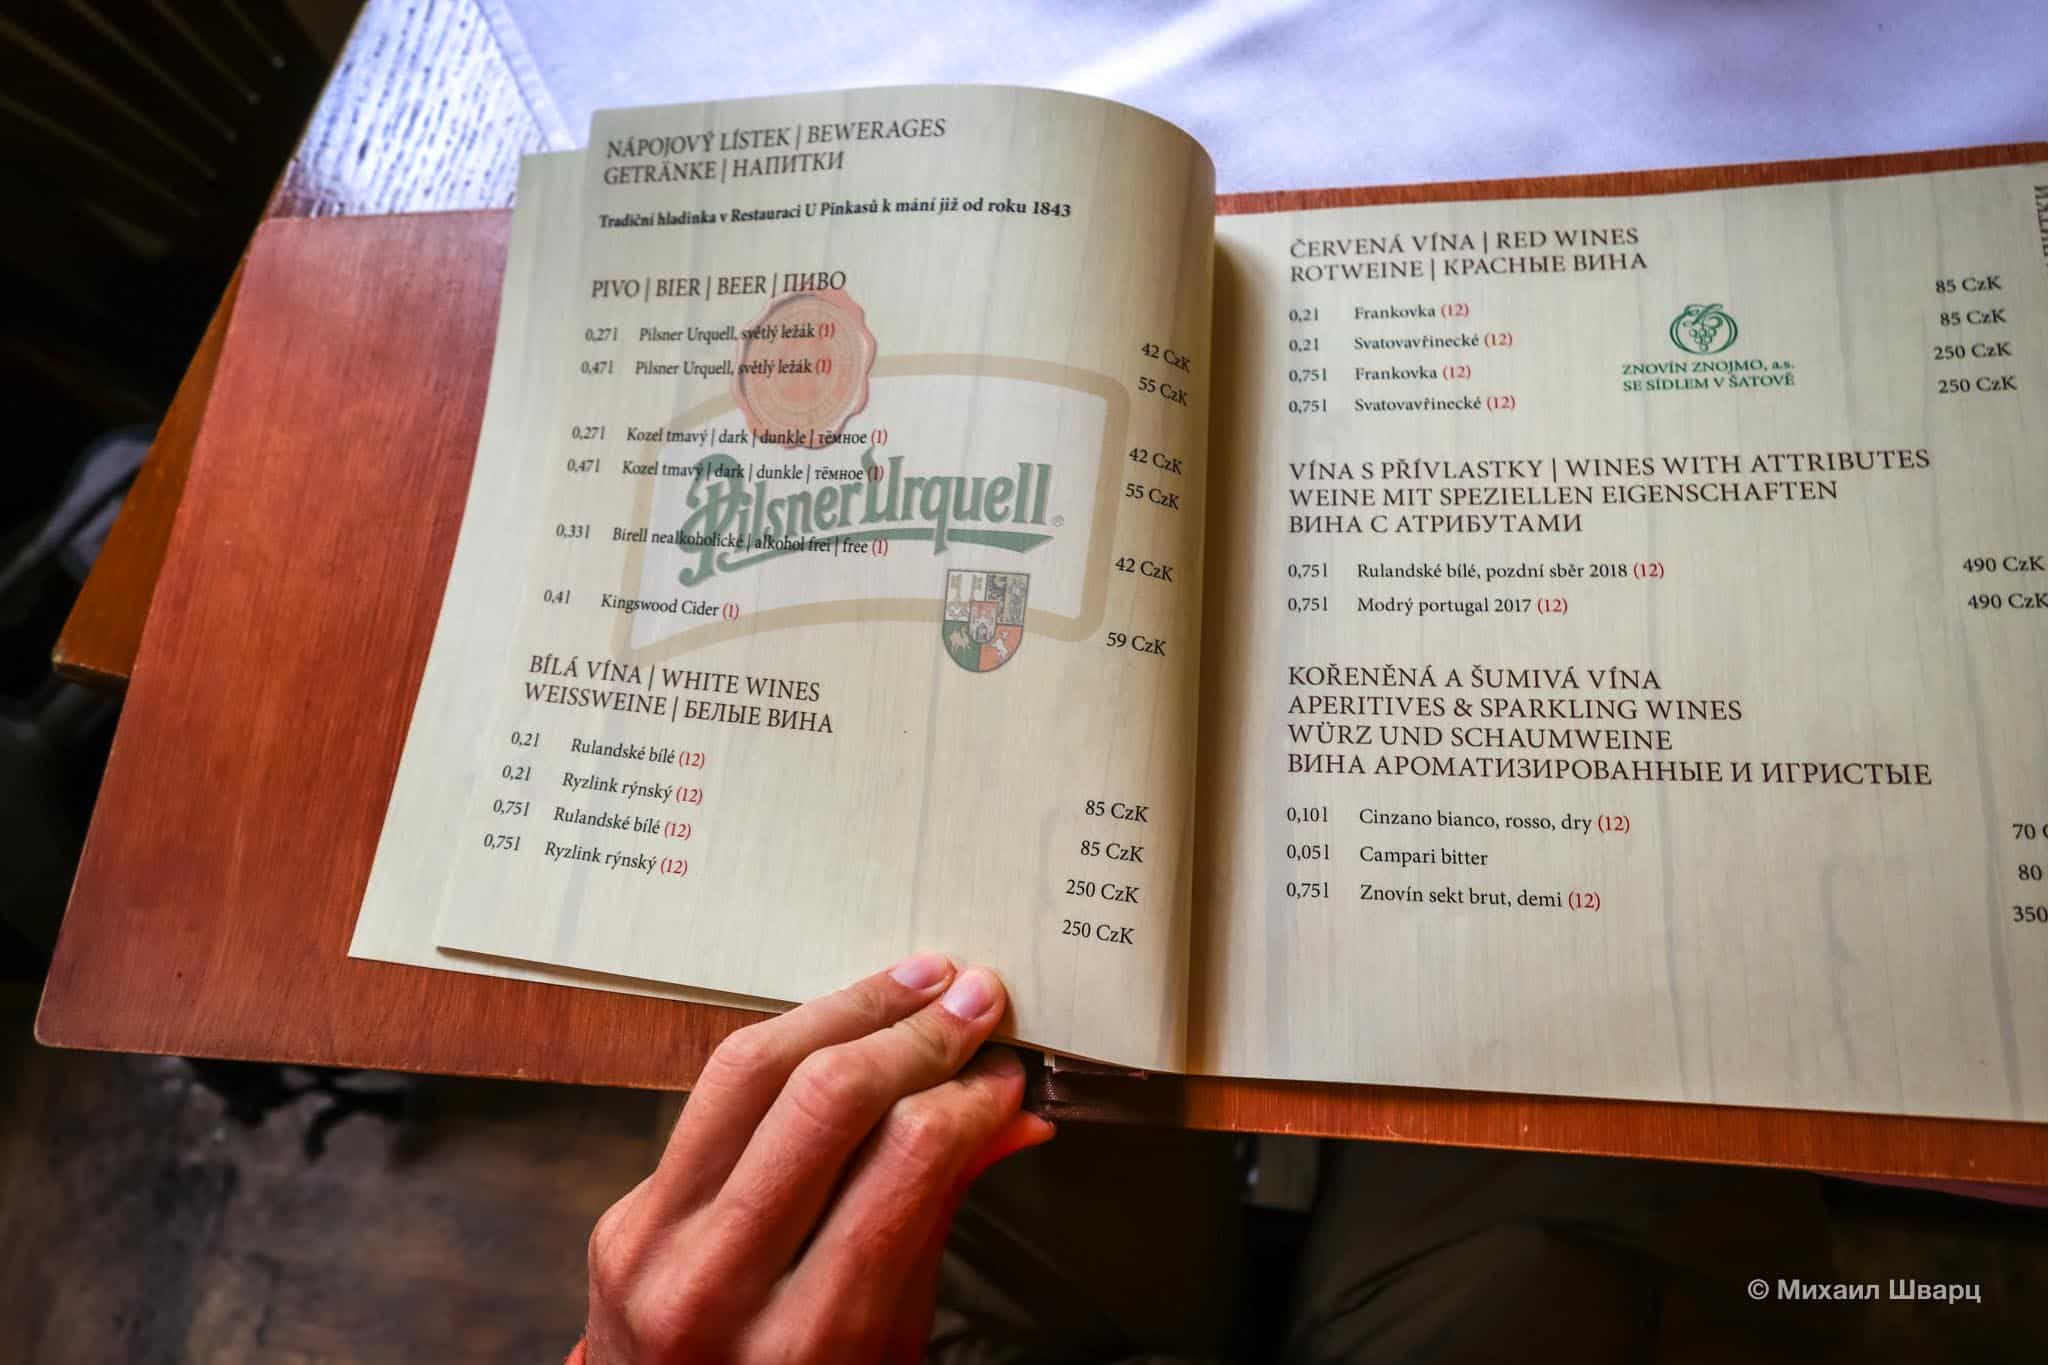 NÁPOJOVÝ LÍSTEK | BEWERAGES
GETRÄNKE | НАПИТКИ
Tradiční hladinka v Restauraci U Pinkasů k mání již od roku 1843
PIVO | BIER | BEER | ПИВО
0,27l Pilsner Urquell, světlý ležák (1) 42 CzK
0,47l Pilsner Urquell, světlý ležák (1) 55 CzK
0,27l Kozel tmavý | dark | dunkle | тёмное (1) 42 CzK
0,47l Kozel tmavý | dark | dunkle | тёмное (1) 55 CzK
Pilsner Urquell
0,33l Birell nealkoholické | alkohol frei | free (1) 42 CzK
0,4l Kingswood Cider (1) 59 CzK
BÍLÁ VÍNA | WHITE WINES
WEISSWEINE | БЕЛЫЕ ВИНА
0,2l Rulandské bílé (12) 85 CzK
0,2l Ryzlink rýnský (12) 85 CzK
0,75l Rulandské bílé (12) 250 CzK
0,75l Ryzlink rýnský (12) 250 CzK
ČERVENÁ VÍNA | RED WINES
ROTWEINE | КРАСНЫЕ ВИНА
0,2l Frankovka (12) 85 CzK
0,2l Svatovavřinecké (12) 85 CzK
0,75l Frankovka (12) 250 CzK
0,75l Svatovavřinecké (12) 250 CzK
ZNOVÍN ZNOJMO, a.s.
SE SÍDLEM V ŠATOVĚ
VÍNA S PŘÍVLASTKY | WINES WITH ATTRIBUTES
WEINE MIT SPEZIELLEN EIGENSCHAFTEN
ВИНА С АТРИБУТАМИ
0,75l Rulandské bílé, pozdní sběr 2018 (12) 490 CzK
0,75l Modrý portugal 2017 (12) 490 CzK
KOŘENĚNÁ A ŠUMIVÁ VÍNA
APERITIVES & SPARKLING WINES
WÜRZ UND SCHAUMWEINE
ВИНА АРОМАТИЗИРОВАННЫЕ И ИГРИСТЫЕ
0,10l Cinzano bianco, rosso, dry (12) 70
0,05l Campari bitter 80
0,75l Znovín sekt brut, demi (12) 350
© Михаил Шварц